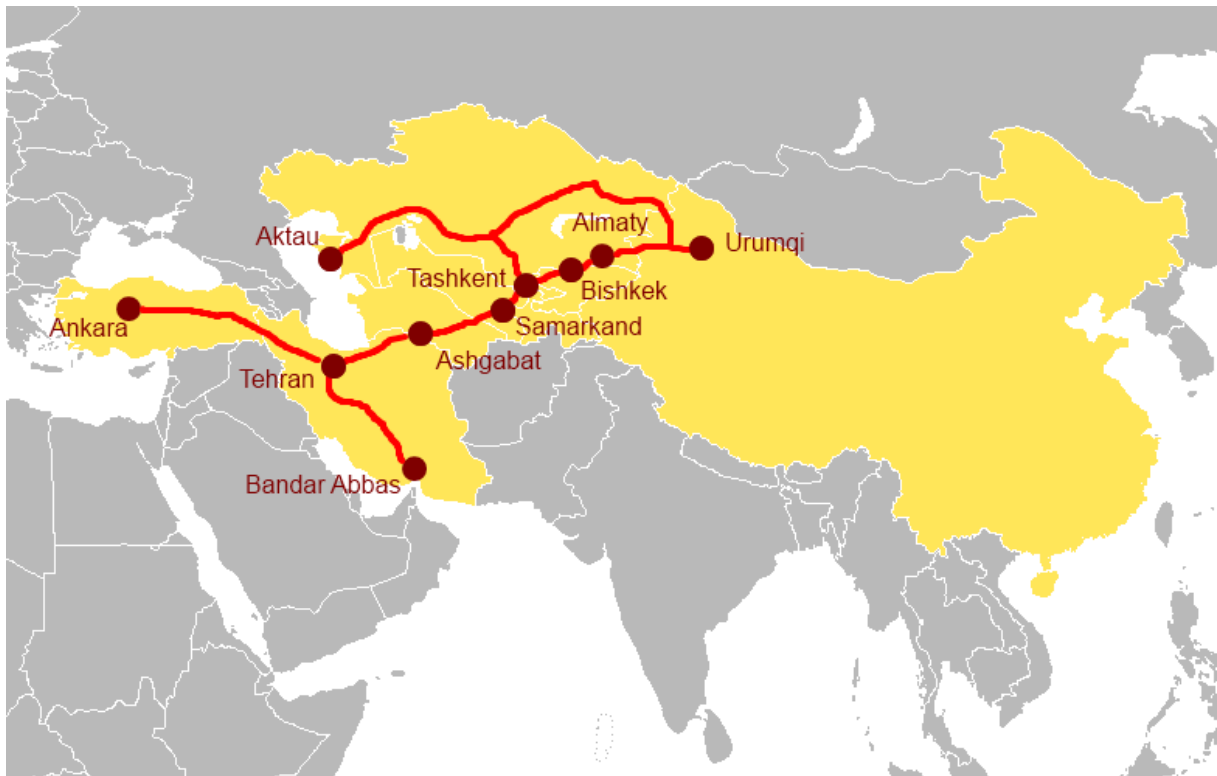 Almaty
Aktau
Urumqi
Tashkent
Bishkek
Ankara
Samarkand
Ashgabat
Tehran
Bandar Abbas